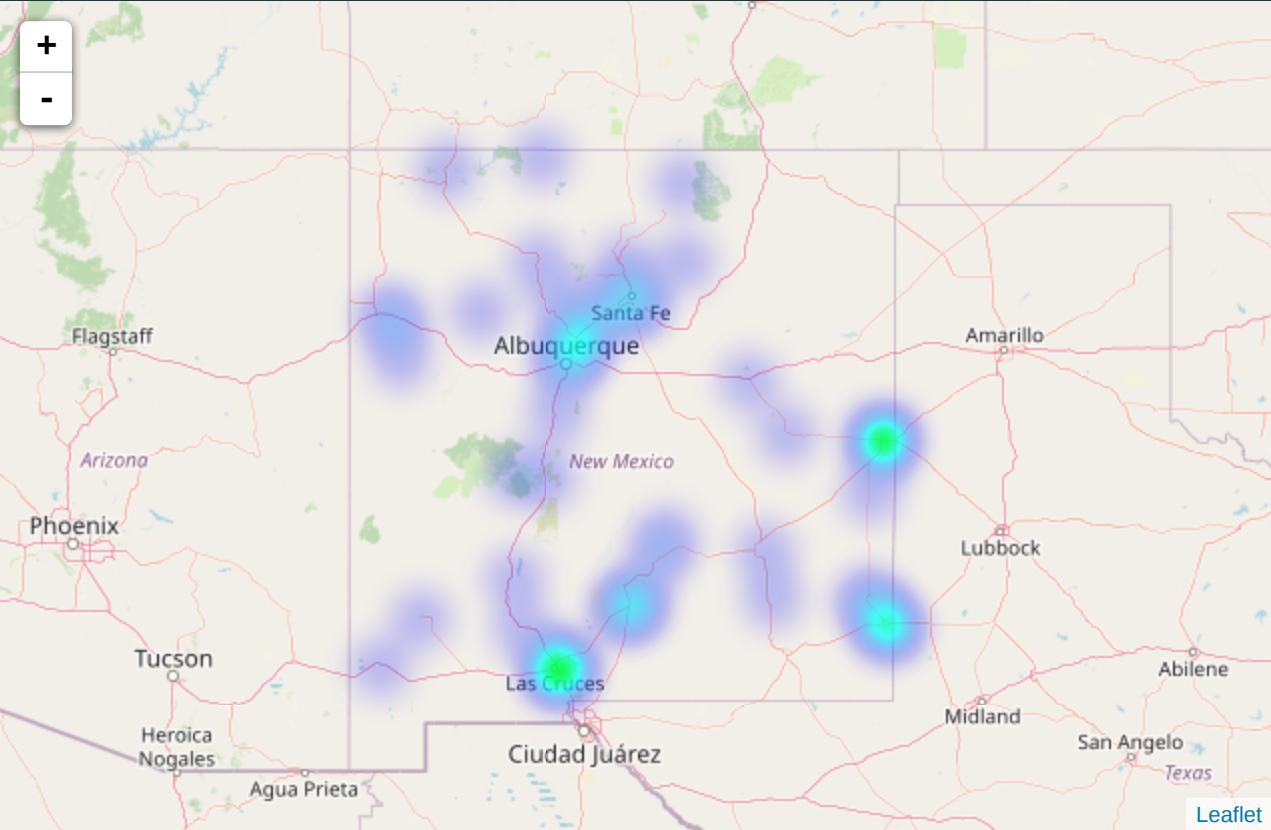 +
-
Santa Fe
Flagstaff
Amarillo
Albuquerque
Arizona
New Mexico
Phoenix
Lubbock
Tucson
Las Cruces
Abilene
Midland
Heroica
Nogales
Ciudad Juárez
San Angelo
Texas
Agua Prieta
Leaflet